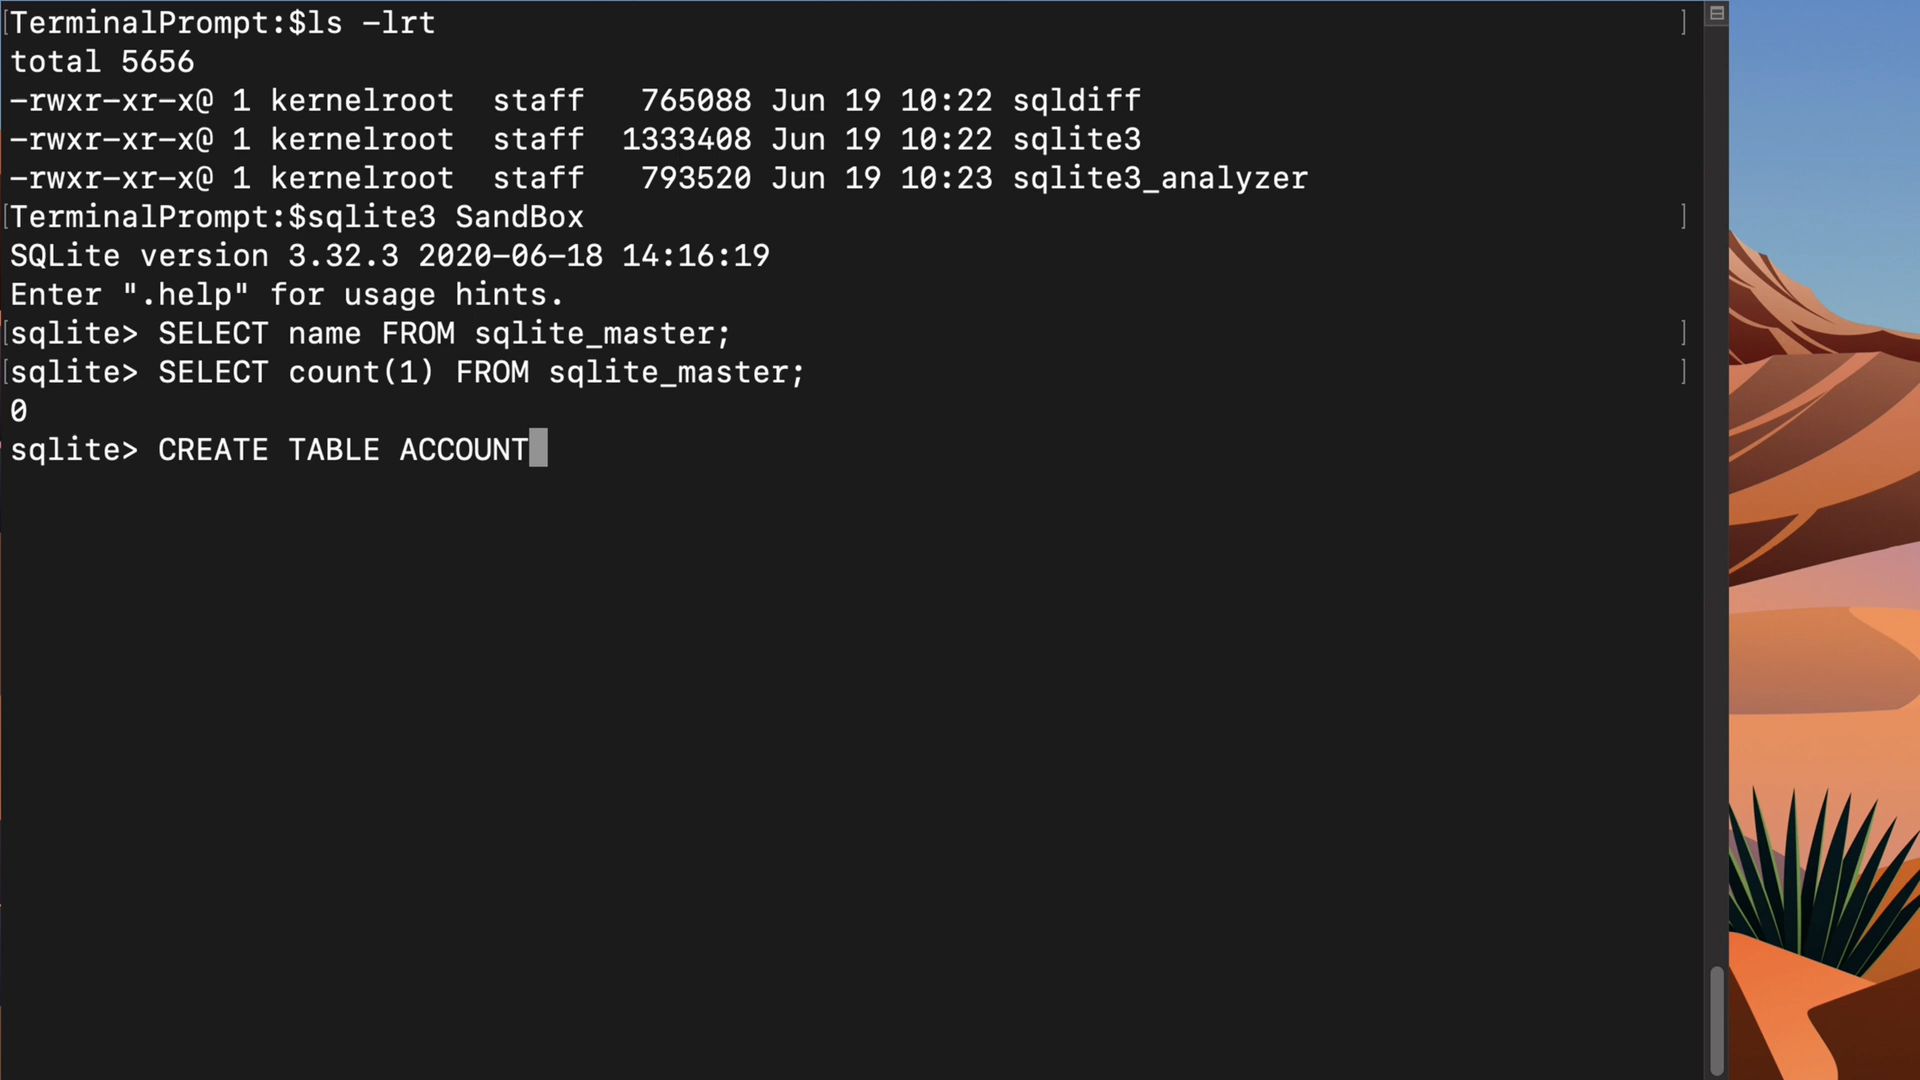 [TerminalPrompt:$ls -lrt ]
total 5656
-rwxr-xr-x@ 1 kernelroot  staff   765088 Jun 19 10:22 sqldiff
-rwxr-xr-x@ 1 kernelroot  staff  1333408 Jun 19 10:22 sqlite3
-rwxr-xr-x@ 1 kernelroot  staff   793520 Jun 19 10:23 sqlite3_analyzer
[TerminalPrompt:$sqlite3 SandBox ]
SQLite version 3.32.3 2020-06-18 14:16:19
Enter ".help" for usage hints.
[sqlite> SELECT name FROM sqlite_master; ]
[sqlite> SELECT count(1) FROM sqlite_master; ]
0
sqlite> CREATE TABLE ACCOUNT